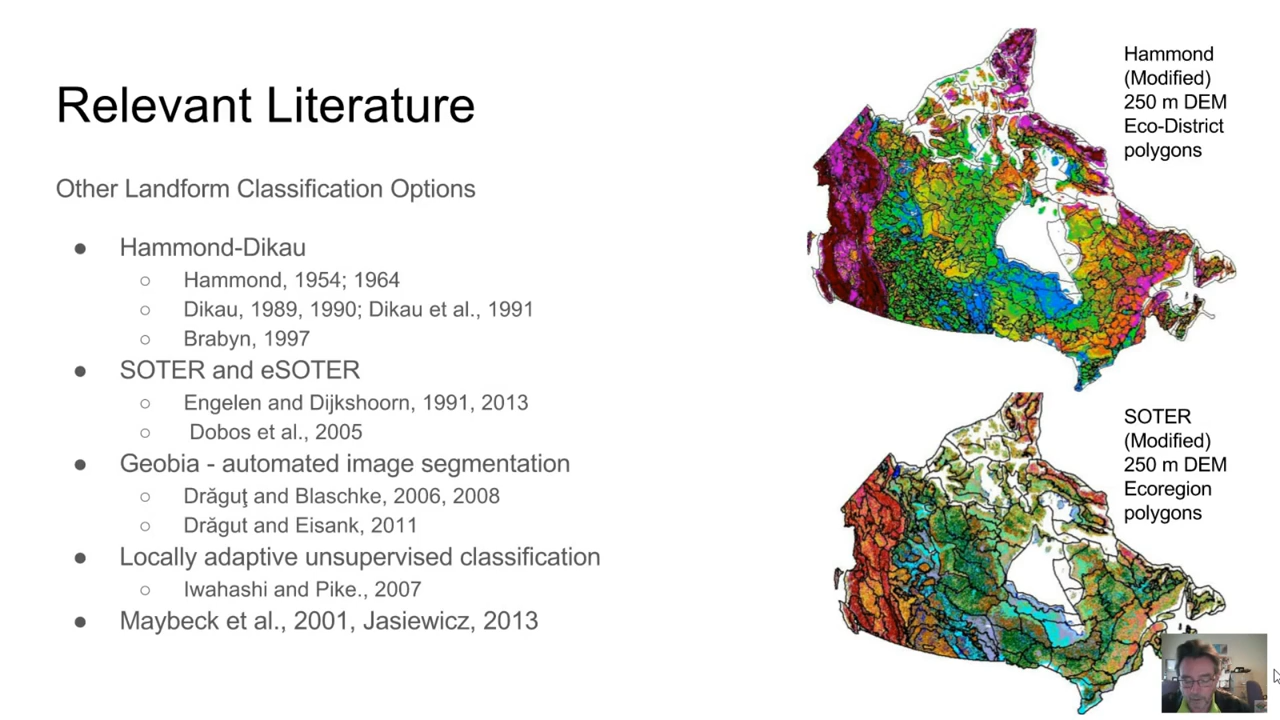 Relevant Literature
Other Landform Classification Options
● Hammond-Dikau
○ Hammond, 1954; 1964
○ Dikau, 1989, 1990; Dikau et al., 1991
○ Brabyn, 1997
● SOTER and eSOTER
○ Engelen and Dijkshoorn, 1991, 2013
○ Dobos et al., 2005
● Geobia - automated image segmentation
○ Drăguţ and Blaschke, 2006, 2008
○ Drăgut and Eisank, 2011
● Locally adaptive unsupervised classification
○ Iwahashi and Pike., 2007
● Maybeck et al., 2001, Jasiewicz, 2013
Hammond
(Modified)
250 m DEM
Eco-District
polygons
SOTER
(Modified)
250 m DEM
Ecoregion
polygons